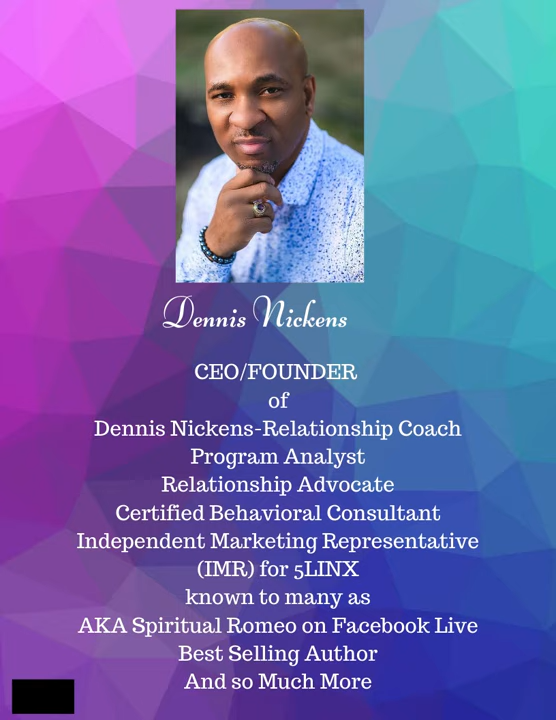 Dennis Nickens
CEO/FOUNDER
of
Dennis Nickens-Relationship Coach
Program Analyst
Relationship Advocate
Certified Behavioral Consultant
Independent Marketing Representative
(IMR) for 5LINX
known to many as
AKA Spiritual Romeo on Facebook Live
Best Selling Author
And so Much More